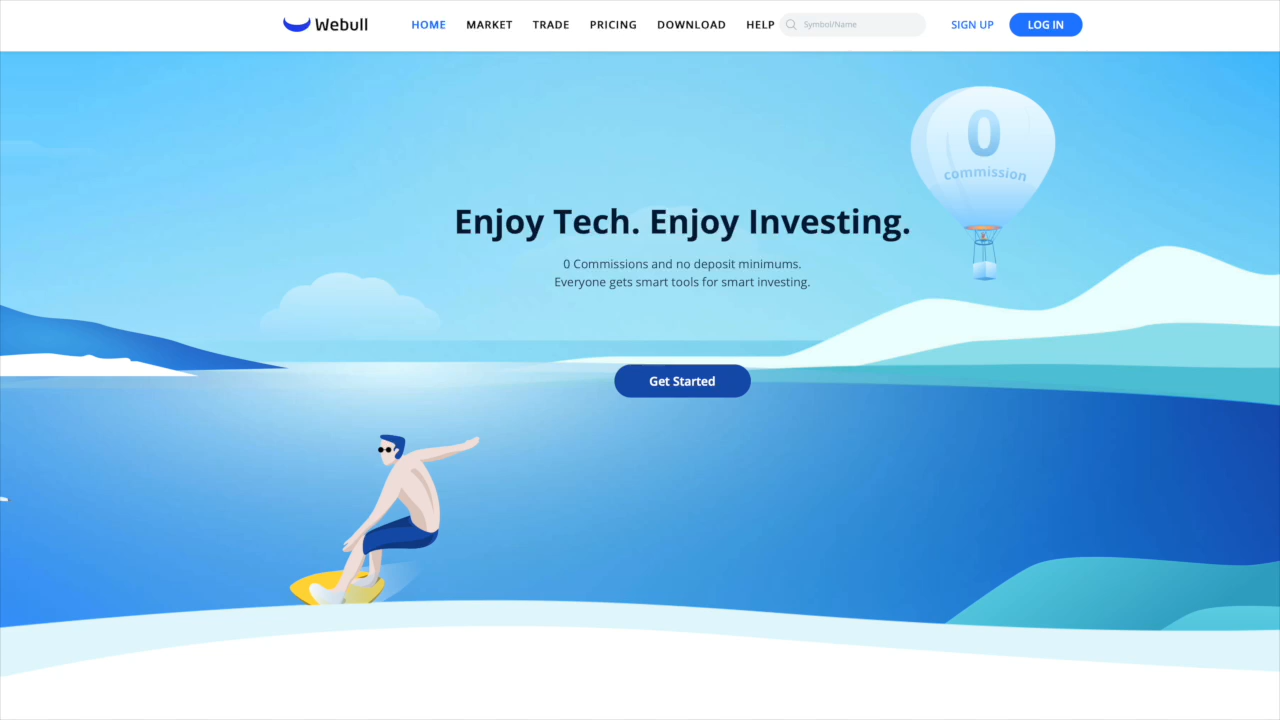 Webull
HOME MARKET TRADE PRICING DOWNLOAD HELP Symbol/Name SIGN UP LOG IN
0
commission
Enjoy Tech. Enjoy Investing.
0 Commissions and no deposit minimums.
Everyone gets smart tools for smart investing.
Get Started